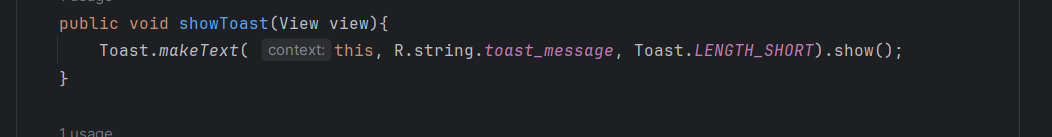 public void showToast(View view){
Toast.makeText( context: this, R.string.toast_message, Toast.LENGTH_SHORT).show();
}
1 usage